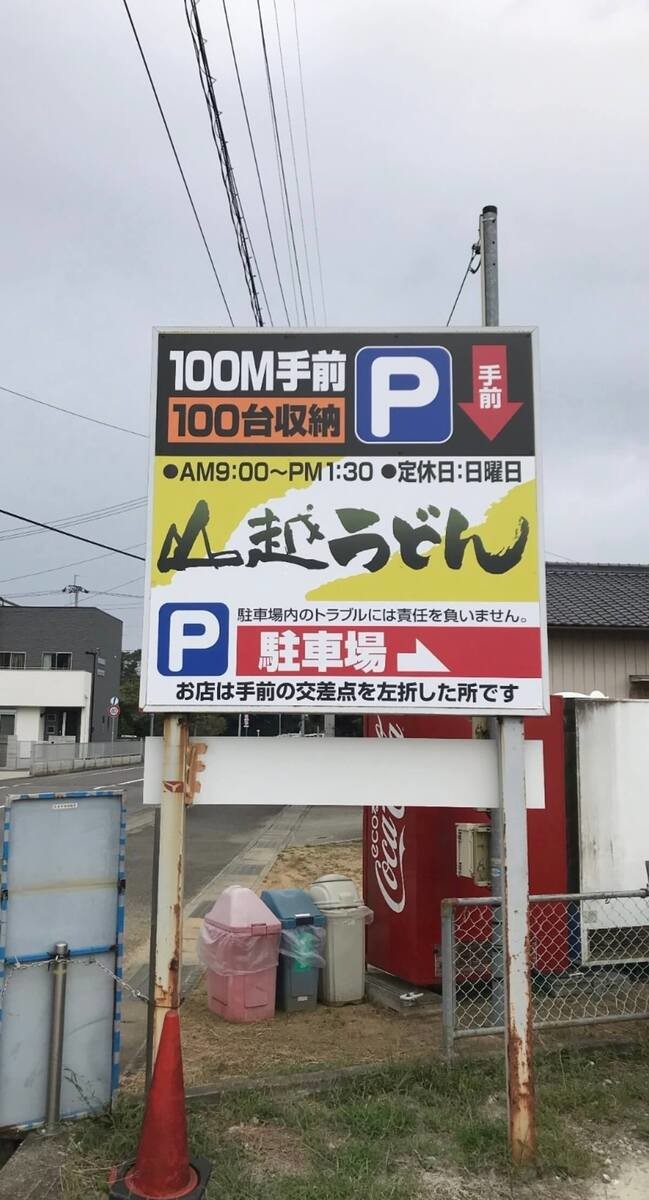 100M手前
100台収納
P
手前
●AM9:00～PM1:30 ●定休日:日曜日
山越うどん
P
駐車場内のトラブルには責任を負いません。
駐車場
お店は手前の交差点を左折した所です
Coca-Cola